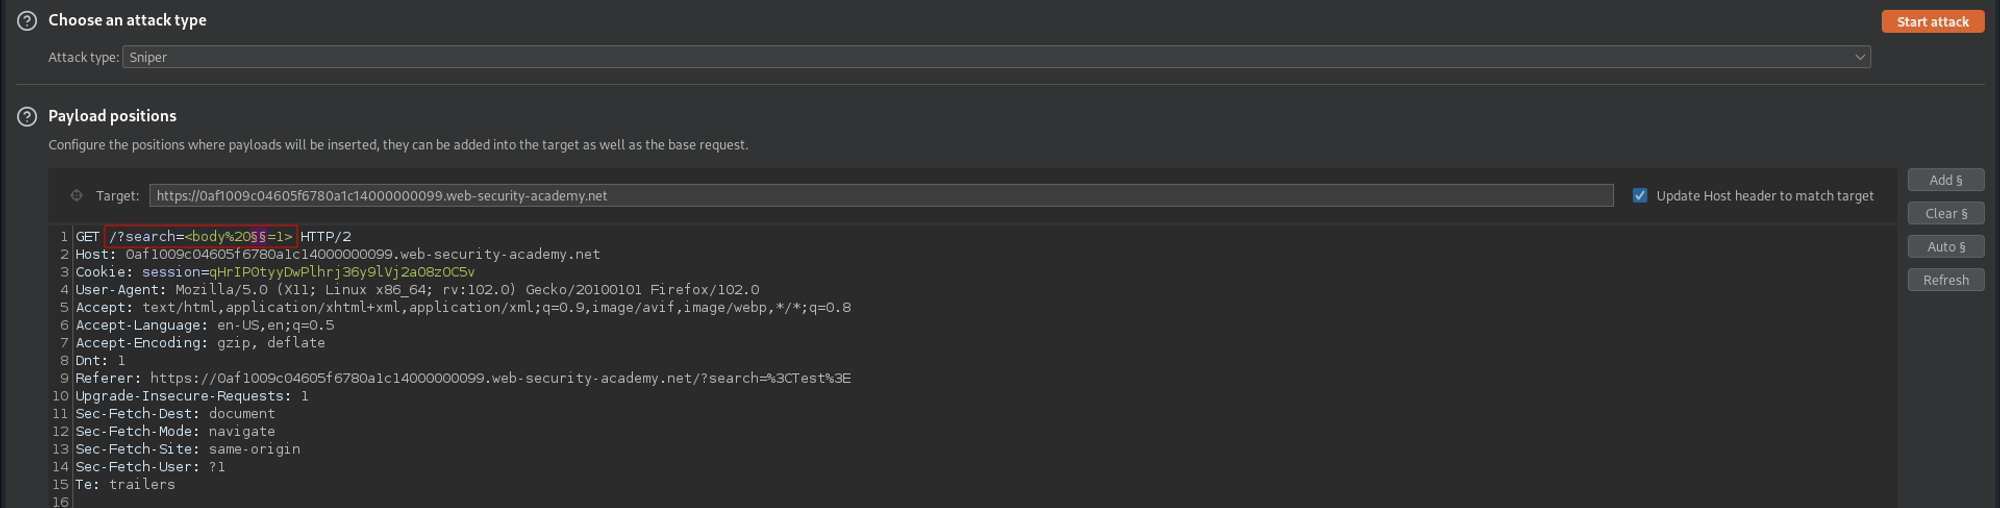 Choose an attack type
Start attack
Attack type: Sniper
Payload positions
Configure the positions where payloads will be inserted, they can be added into the target as well as the base request.
Add §
Target: https://0af1009c04605f6780a1c14000000099.web-security-academy.net
Update Host header to match target
Clear §
Auto §
Refresh
1 GET /?search=<body%20§§=1> HTTP/2
2 Host: 0af1009c04605f6780a1c14000000099.web-security-academy.net
3 Cookie: session=qHrIP0tyyDwPlhrj36y9lVj2a08z0C5v
4 User-Agent: Mozilla/5.0 (X11; Linux x86_64; rv:102.0) Gecko/20100101 Firefox/102.0
5 Accept: text/html,application/xhtml+xml,application/xml;q=0.9,image/avif,image/webp,*/*;q=0.8
6 Accept-Language: en-US,en;q=0.5
7 Accept-Encoding: gzip, deflate
8 Dnt: 1
9 Referer: https://0af1009c04605f6780a1c14000000099.web-security-academy.net/?search=%3CTest%3E
10 Upgrade-Insecure-Requests: 1
11 Sec-Fetch-Dest: document
12 Sec-Fetch-Mode: navigate
13 Sec-Fetch-Site: same-origin
14 Sec-Fetch-User: ?1
15 Te: trailers
16